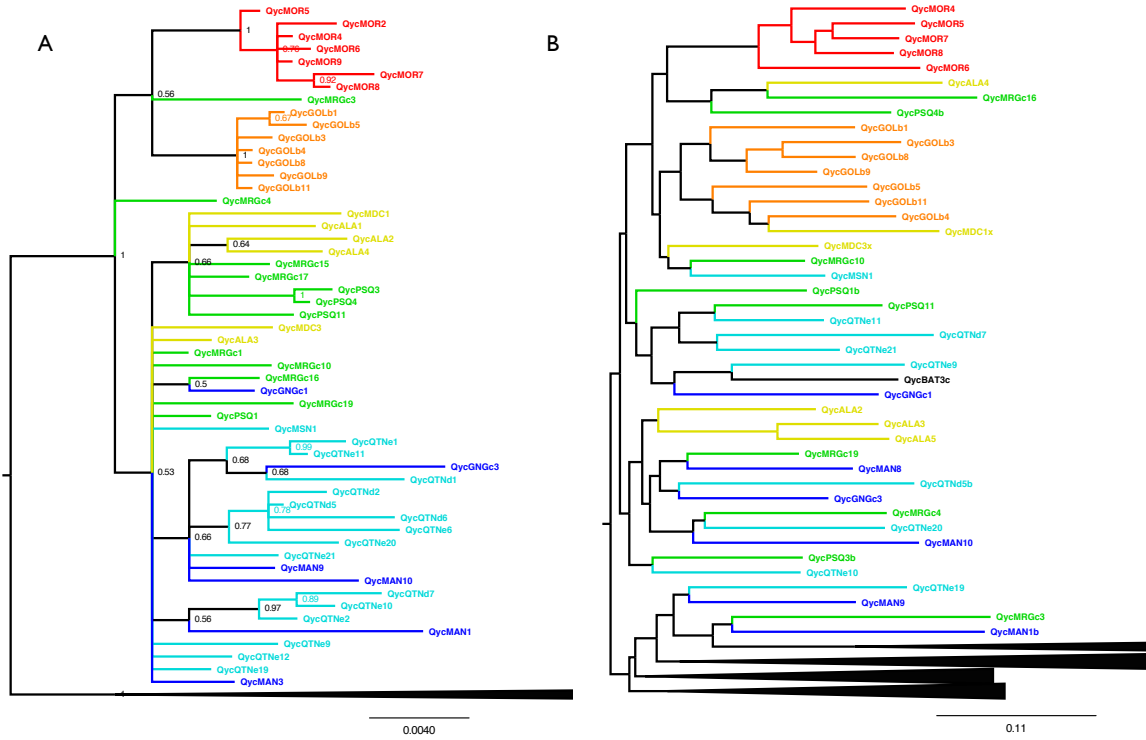 A
QycMOR5
QycMOR2
1
QycMOR4
QycMOR6
QycMOR9
QycMOR7
0.92
QycMOR8
0.56
QycMRGc3
QycGOLb1
0.67
QycGOLb5
QycGOLb3
QycGOLb4
1
QycGOLb8
QycGOLb9
QycGOLb11
QycMRGc4
QycMDC1
QycALA1
QycALA2
0.64
QycALA4
1
0.66
QycMRGc15
QycMRGc17
QycPSQ3
1
QycPSQ4
QycPSQ11
QycMDC3
QycALA3
QycMRGc1
QycMRGc10
QycMRGc16
0.5
QycGNGc1
QycMRGc19
QycPSQ1
QycMSN1
QycQTNe1
0.99
QycQTNe11
0.68
QycGNGc3
0.53
0.68
QycQTNd1
QycQTNd2
QycQTNd5
0.78
QycQTNd6
0.77
QycQTNe6
0.66
QycQTNe20
QycQTNe21
QycMAN9
QycMAN10
QycQTNd7
0.89
QycQTNe10
0.97
QycQTNe2
0.56
QycMAN1
QycQTNe9
QycQTNe12
QycQTNe19
QycMAN3
0.0040
B
QycMOR4
QycMOR5
QycMOR7
QycMOR8
QycMOR6
QycALA4
QycMRGc16
QycPSQ4b
QycGOLb1
QycGOLb3
QycGOLb8
QycGOLb9
QycGOLb5
QycGOLb11
QycGOLb4
QycMDC1x
QycMDC3x
QycMRGc10
QycMSN1
QycPSQ1b
QycPSQ11
QycQTNe11
QycQTNd7
QycQTNe21
QycQTNe9
QycBAT3c
QycGNGc1
QycALA2
QycALA3
QycALA5
QycMRGc19
QycMAN8
QycQTNd5b
QycGNGc3
QycMRGc4
QycQTNe20
QycMAN10
QycPSQ3b
QycQTNe10
QycQTNe19
QycMAN9
QycMRGc3
QycMAN1b
0.11